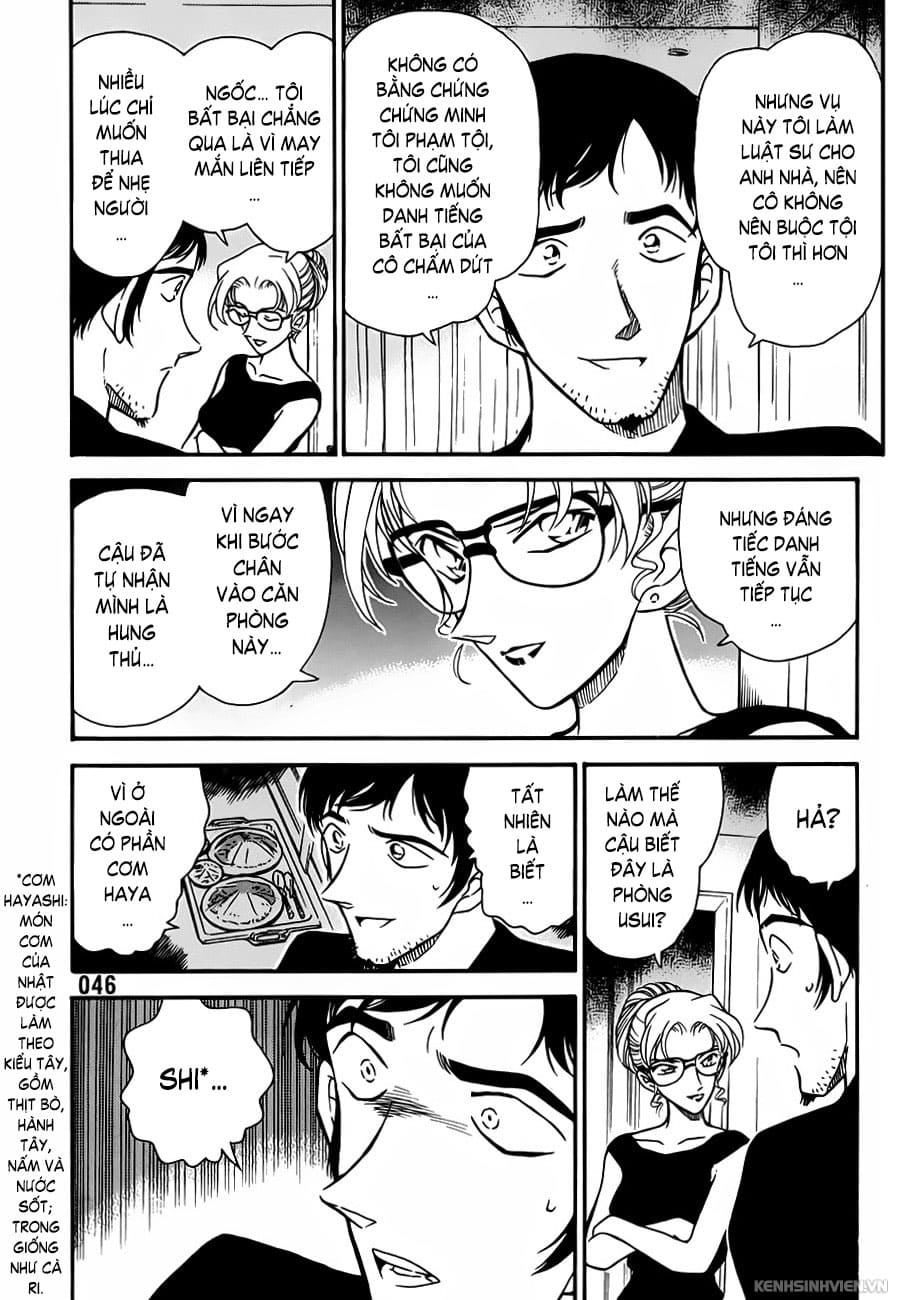 NHƯNG VỤ
NÀY TÔI LÀM
LUẬT SƯ CHO
ANH NHÀ, NÊN
CÔ KHÔNG
NÊN BUỘC TỘI
TÔI THÌ HƠN
...
KHÔNG CÓ
BẰNG CHỨNG
CHỨNG MINH
TÔI PHẠM TỘI,
TÔI CŨNG
KHÔNG MUỐN
DANH TIẾNG
BẤT BẠI CỦA
CÔ CHẤM DỨT
...
NGỐC... TÔI
BẤT BẠI CHẲNG
QUA LÀ VÌ MAY
MẮN LIÊN TIẾP
...
NHIỀU
LÚC CHỈ
MUỐN
THUA
ĐỂ NHẸ
NGƯỜI
...
NHƯNG ĐÁNG
TIẾC DANH
TIẾNG VẪN
TIẾP TỤC
...
VÌ NGAY
KHI BƯỚC
CHÂN
VÀO CĂN
PHÒNG
NÀY...
CẬU ĐÃ
TỰ NHẬN
MÌNH LÀ
HUNG
THỦ...
HẢ?
LÀM THẾ
NÀO MÀ
CẬU BIẾT
ĐÂY LÀ
PHÒNG
USUI?
TẤT
NHIÊN
LÀ
BIẾT
...
VÌ Ở
NGOÀI
CÓ PHẦN
CƠM
HAYA
...
046
SHI*...
*CƠM
HAYASHI:
MÓN
CƠM
CỦA
NHẬT
ĐƯỢC
LÀM
THEO
KIỂU TÂY,
GỒM
THỊT BÒ,
HÀNH
TÂY,
NẤM VÀ
NƯỚC
SỐT;
TRONG
GIỐNG
NHƯ CÀ
RI.
KENHSINHVIEN.VN